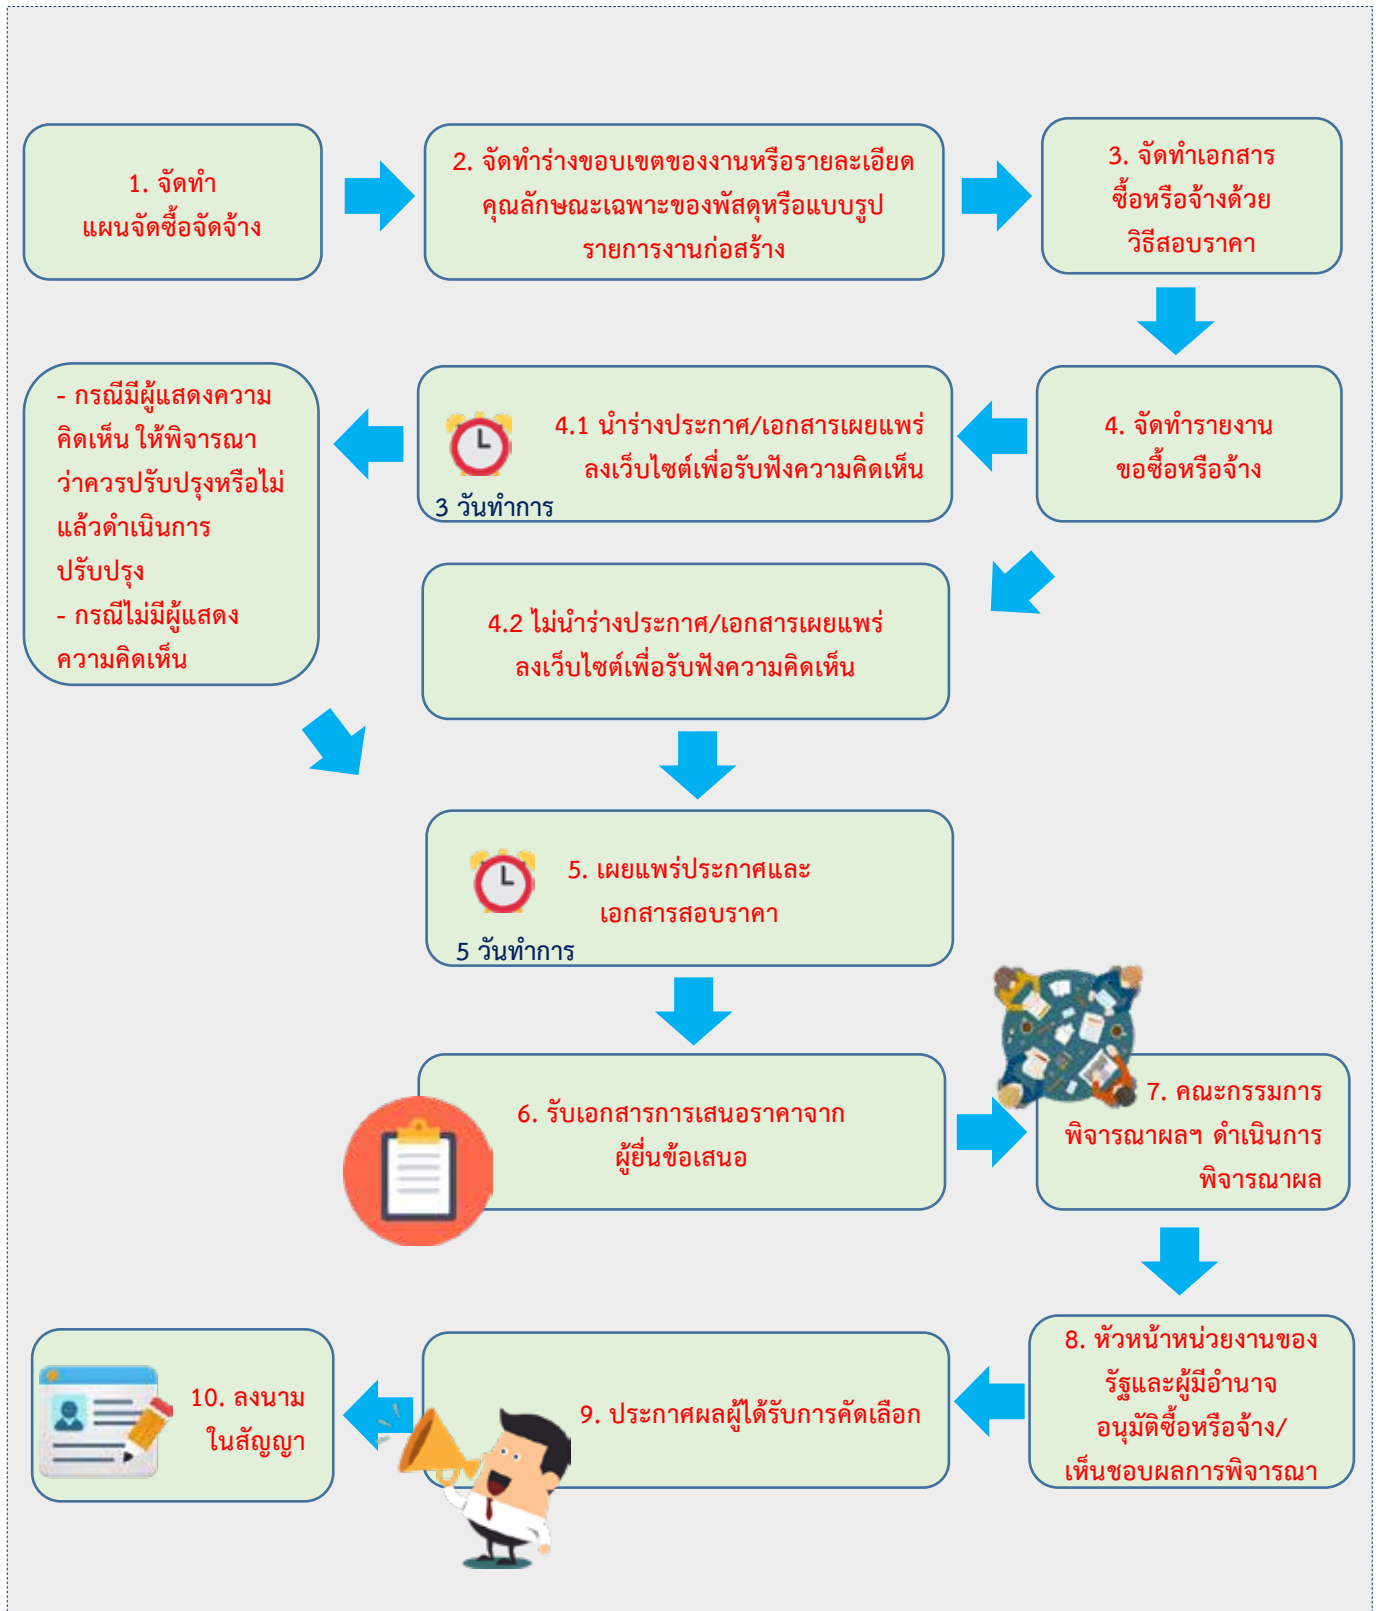 1. จัดทำ
แผนจัดซื้อจัดจ้าง
2. จัดทำร่างขอบเขตของงานหรือรายละเอียด
คุณลักษณะเฉพาะของพัสดุหรือแบบรูป
รายการงานก่อสร้าง
3. จัดทำเอกสาร
ซื้อหรือจ้างด้วย
วิธีสอบราคา
4. จัดทำรายงาน
ขอซื้อหรือจ้าง
4.1 นำร่างประกาศ/เอกสารเผยแพร่
ลงเว็บไซต์เพื่อรับฟังความคิดเห็น
3 วันทำการ
- กรณีมีผู้แสดงความ
คิดเห็น ให้พิจารณา
ว่าควรปรับปรุงหรือไม่
แล้วดำเนินการ
ปรับปรุง
- กรณีไม่มีผู้แสดง
ความคิดเห็น
4.2 ไม่นำร่างประกาศ/เอกสารเผยแพร่
ลงเว็บไซต์เพื่อรับฟังความคิดเห็น
5. เผยแพร่ประกาศและ
เอกสารสอบราคา
5 วันทำการ
6. รับเอกสารการเสนอราคาจาก
ผู้ยื่นข้อเสนอ
7. คณะกรรมการ
พิจารณาผลฯ ดำเนินการ
พิจารณาผล
8. หัวหน้าหน่วยงานของ
รัฐและผู้มีอำนาจ
อนุมัติซื้อหรือจ้าง/
เห็นชอบผลการพิจารณา
9. ประกาศผลผู้ได้รับการคัดเลือก
10. ลงนาม
ในสัญญา